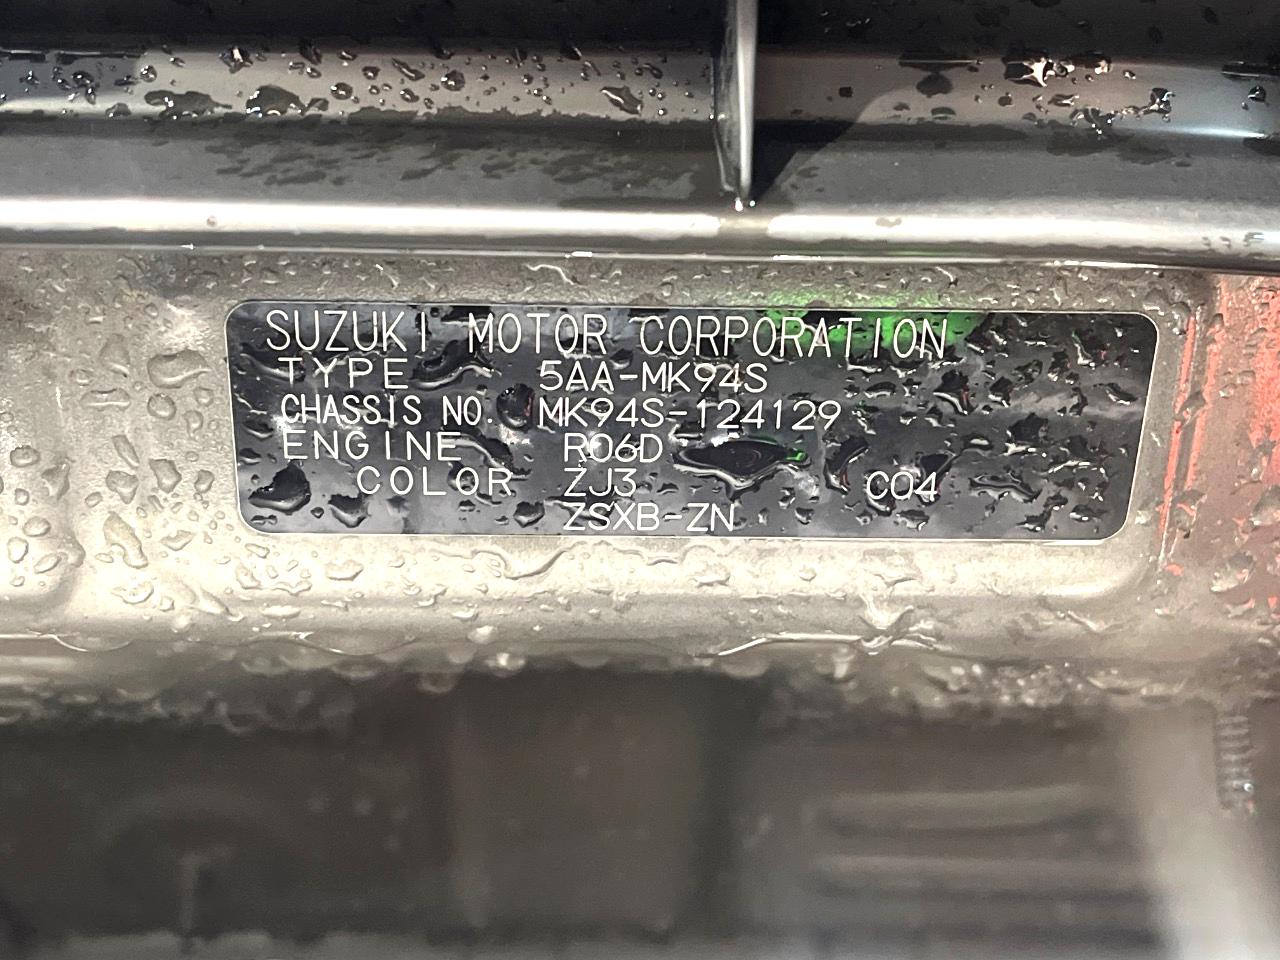 SUZUKI MOTOR CORPORATION
TYPE 5AA-MK94S
CHASSIS NO. MK94S-124129
ENGINE R06D
COLOR ZJ3 C04
ZSXB-ZN